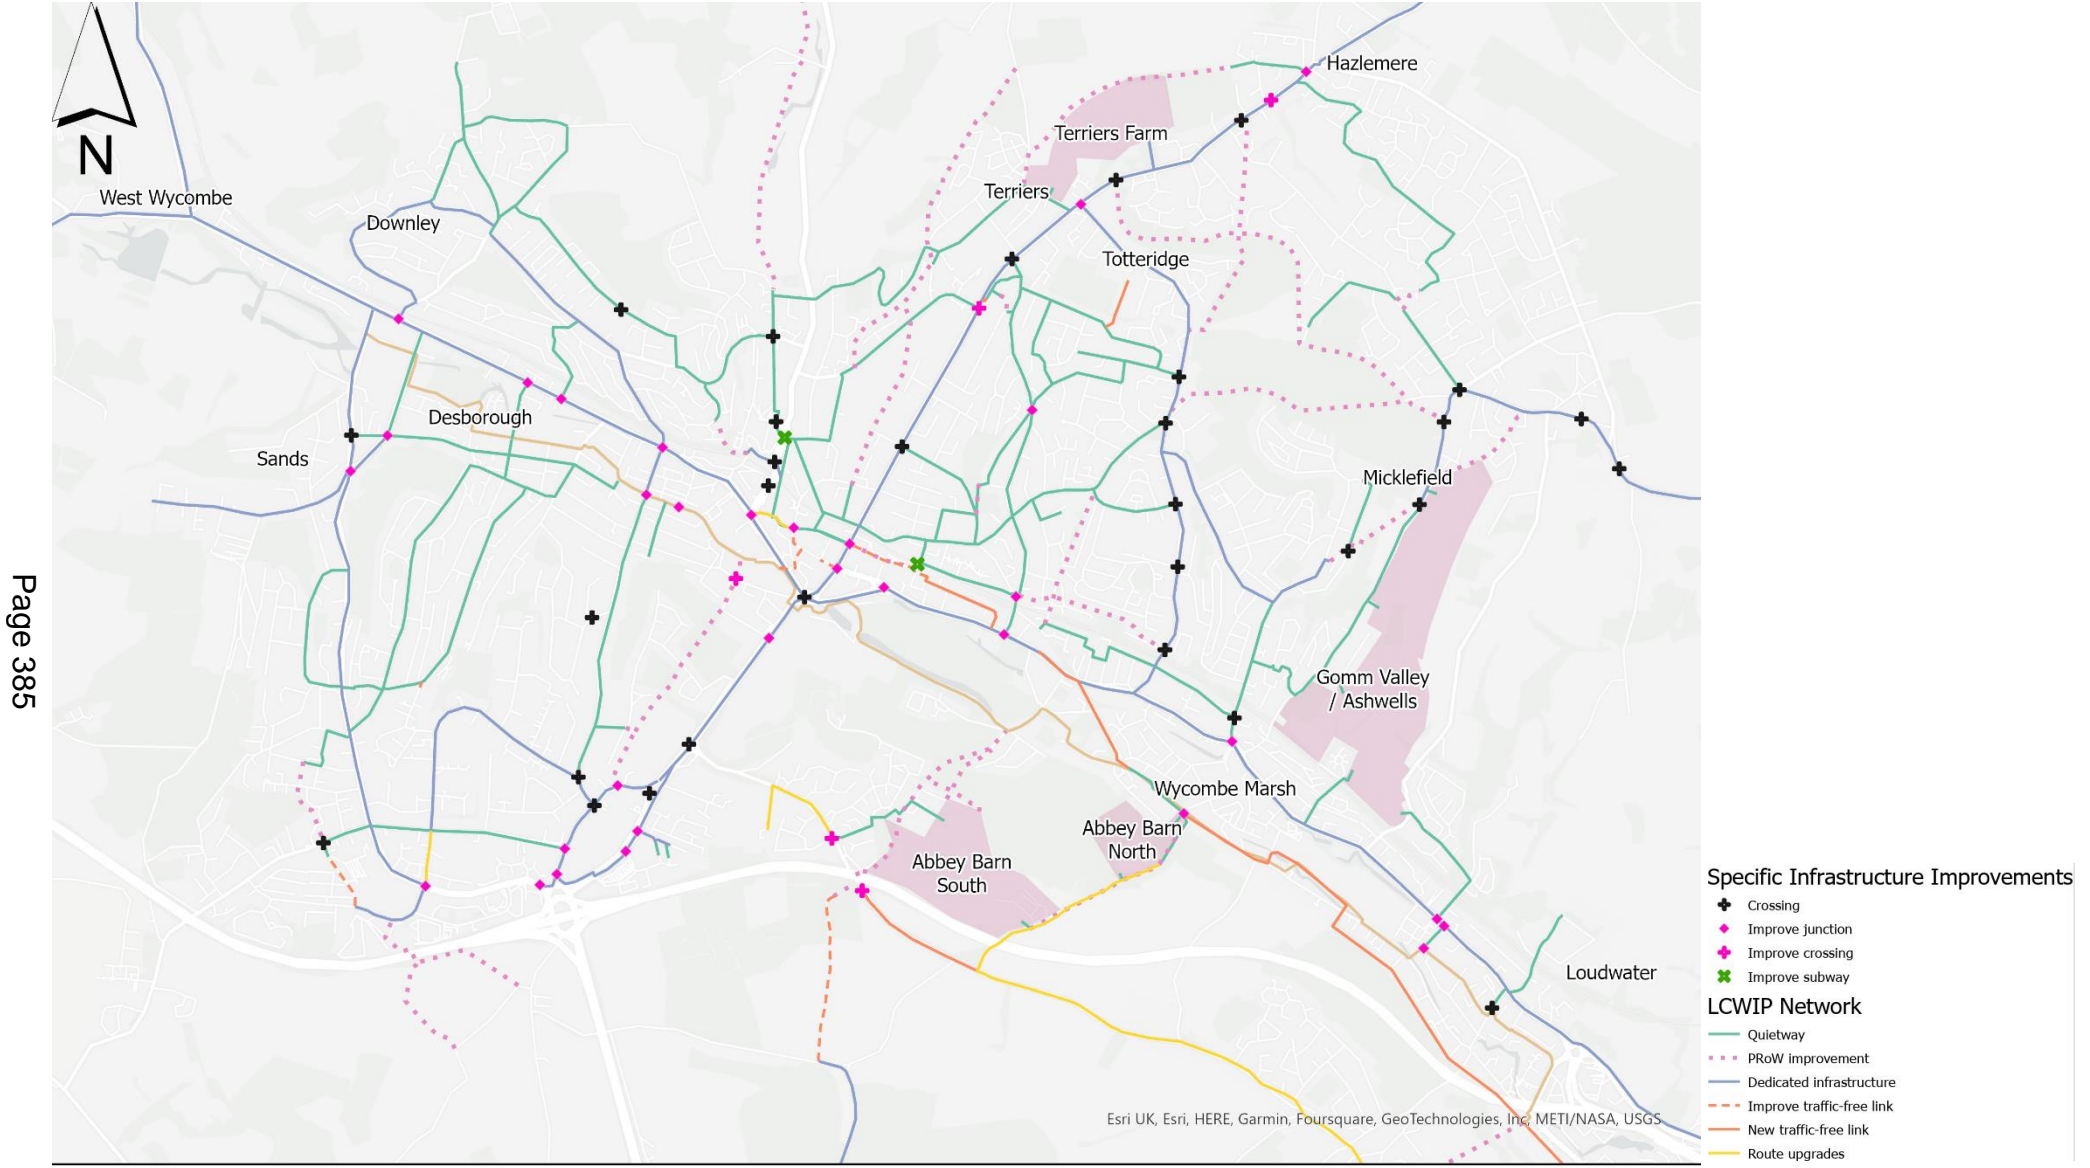 N
Hazlemere
Terriers Farm
West Wycombe
Terriers
Downley
Totteridge
Desborough
Sands
Micklefield
Page 385
Gomm Valley
/ Ashwells
Wycombe Marsh
Abbey Barn
North
Abbey Barn
South
Loudwater
Esri UK, Esri, HERE, Garmin, Foursquare, GeoTechnologies, Inc, METI/NASA, USGS
Specific Infrastructure Improvements
Crossing
Improve junction
Improve crossing
Improve subway
LCWIP Network
Quietway
PRoW improvement
Dedicated infrastructure
Improve traffic-free link
New traffic-free link
Route upgrades